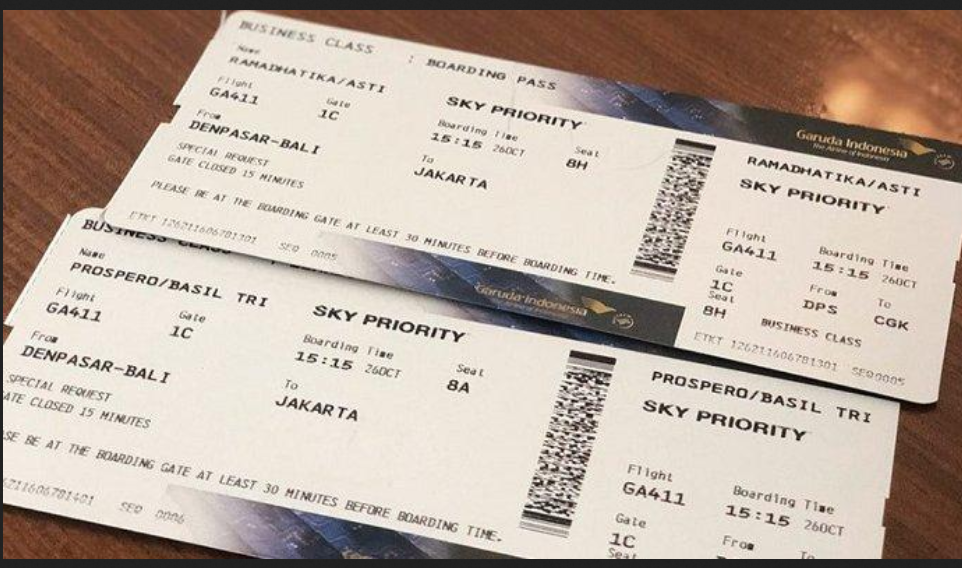 BUSINESS CLASS : BOARDING PASS
Name
RAMADHATIKA/ASTI
Flight Gate
GA411 1C
SKY PRIORITY
Boarding Time Seat
15:15 26OCT 8H
From To
DENPASAR-BALI JAKARTA
SPECIAL REQUEST
GATE CLOSED 15 MINUTES
PLEASE BE AT THE BOARDING GATE AT LEAST 30 MINUTES BEFORE BOARDING TIME.
SEQ 0005
Garuda Indonesia
Garuda Indonesia
The Airline of Indonesia
RAMADHATIKA/ASTI
SKY PRIORITY
Flight Boarding Time
GA411 15:15 26OCT
Gate From To
1C DPS CGK
Seat
8H BUSINESS CLASS
ETKT 126211606781301 SEQ0005
BUSINESS CLASS
Name
PROSPERO/BASIL TRI
Flight Gate
GA411 1C
SKY PRIORITY
Boarding Time Seat
15:15 26OCT 8A
From To
DENPASAR-BALI JAKARTA
SPECIAL REQUEST
ATE CLOSED 15 MINUTES
SE BE AT THE BOARDING GATE AT LEAST 30 MINUTES BEFORE BOARDING TIME.
SEQ 0006
PROSPERO/BASIL TRI
SKY PRIORITY
Flight Boarding Time
GA411 15:15 26OCT
Gate From To
1C
Seat